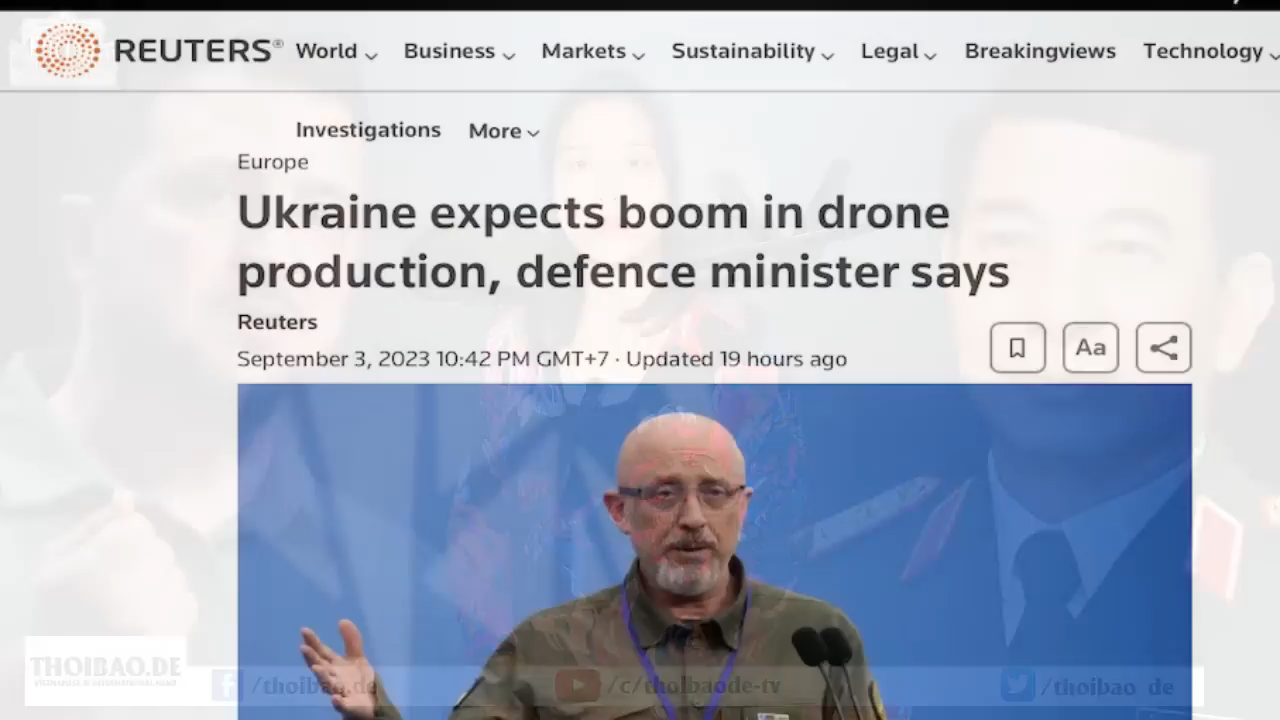 REUTERS® World Business Markets Sustainability Legal Breakingviews Technology
Investigations More
Europe
Ukraine expects boom in drone
production, defence minister says
Reuters
September 3, 2023 10:42 PM GMT+7 · Updated 19 hours ago
Aa
THOIBAO.DE
/thoibao.de /c/thoibaode-tv /thoibao_de